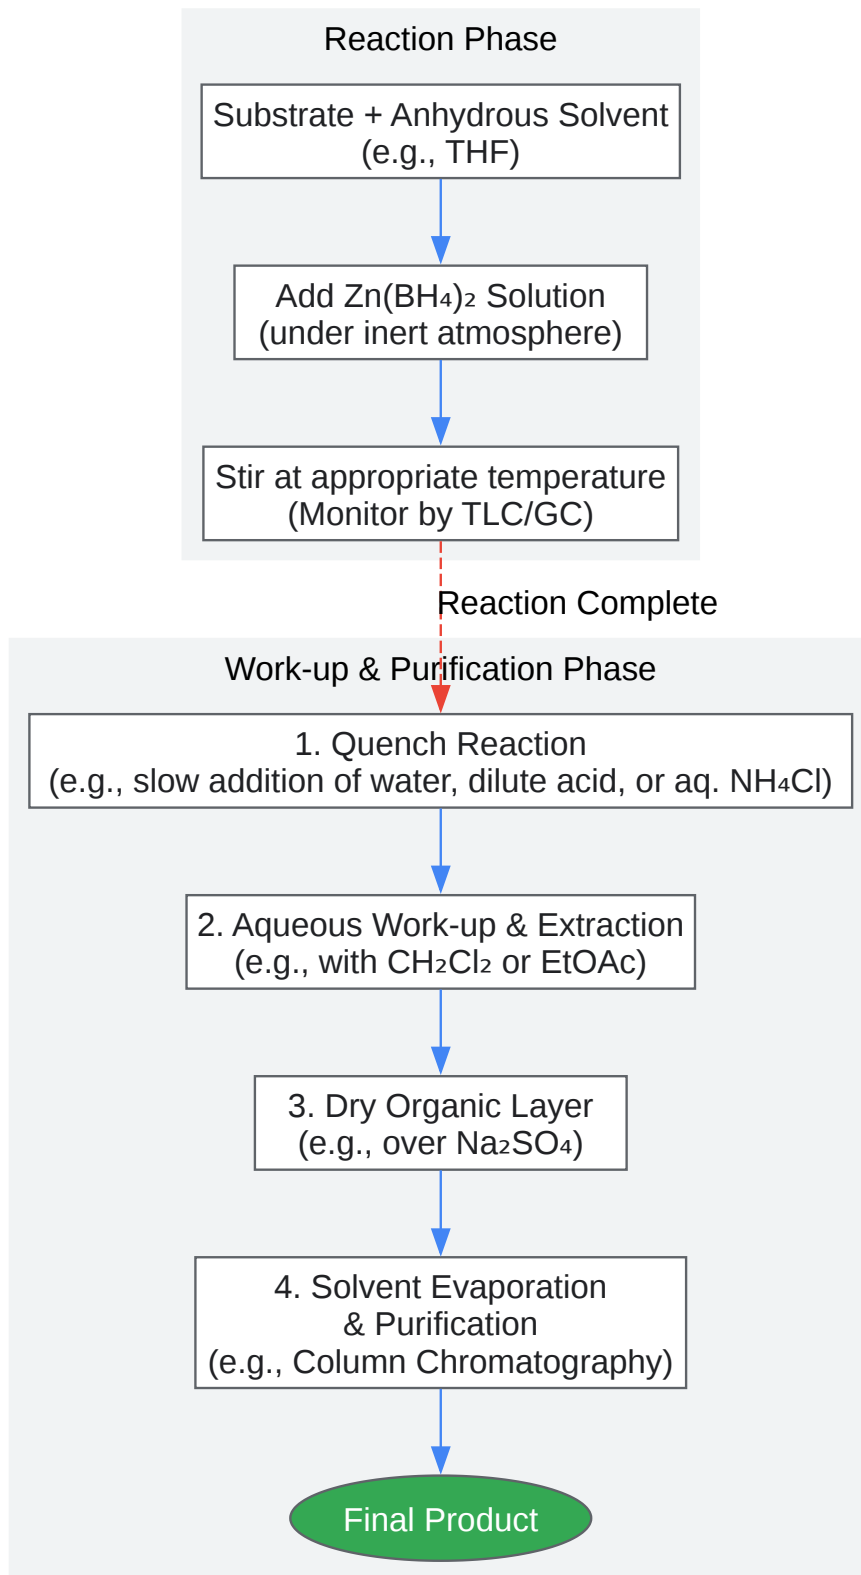 Reaction Phase
Substrate + Anhydrous Solvent
(e.g., THF)
Add Zn(BH₄)₂ Solution
(under inert atmosphere)
Stir at appropriate temperature
(Monitor by TLC/GC)
Reaction Complete
Work-up & Purification Phase
1. Quench Reaction
(e.g., slow addition of water, dilute acid, or aq. NH₄Cl)
2. Aqueous Work-up & Extraction
(e.g., with CH₂Cl₂ or EtOAc)
3. Dry Organic Layer
(e.g., over Na₂SO₄)
4. Solvent Evaporation
& Purification
(e.g., Column Chromatography)
Final Product